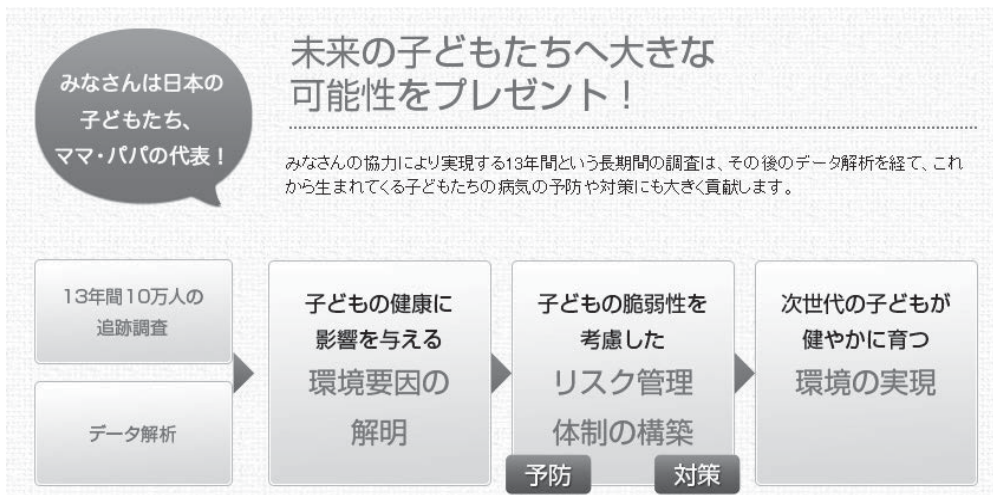 みなさんは日本の
子どもたち、
ママ・パパの代表！
未来の子どもたちへ大きな
可能性をプレゼント！
みなさんの協力により実現する13年間という長期間の調査は、その後のデータ解析を経て、これ
から生まれてくる子どもたちの病気の予防や対策にも大きく貢献します。
13年間10万人の
追跡調査
データ解析
子どもの健康に
影響を与える
環境要因の
解明
子どもの脆弱性を
考慮した
リスク管理
体制の構築
予防
対策
次世代の子どもが
健やかに育つ
環境の実現